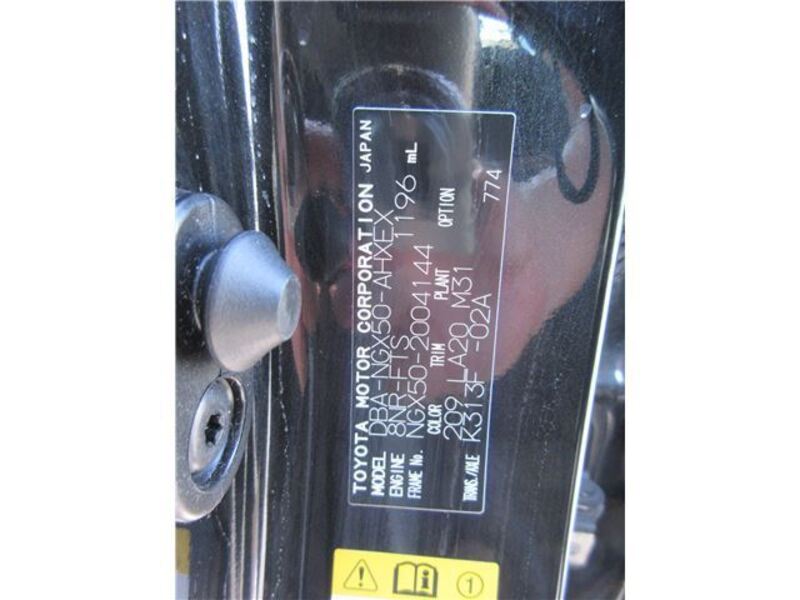 TOYOTA MOTOR CORPORATION JAPAN
MODEL DBA-NGX50-AHXEX
ENGINE 8NR-FTS 1196 mL
FRAME No. NGX50-2004144
COLOR TRIM PLANT OPTION
209 LA20 M31
TRANS./AXLE K313F -02A 774
1